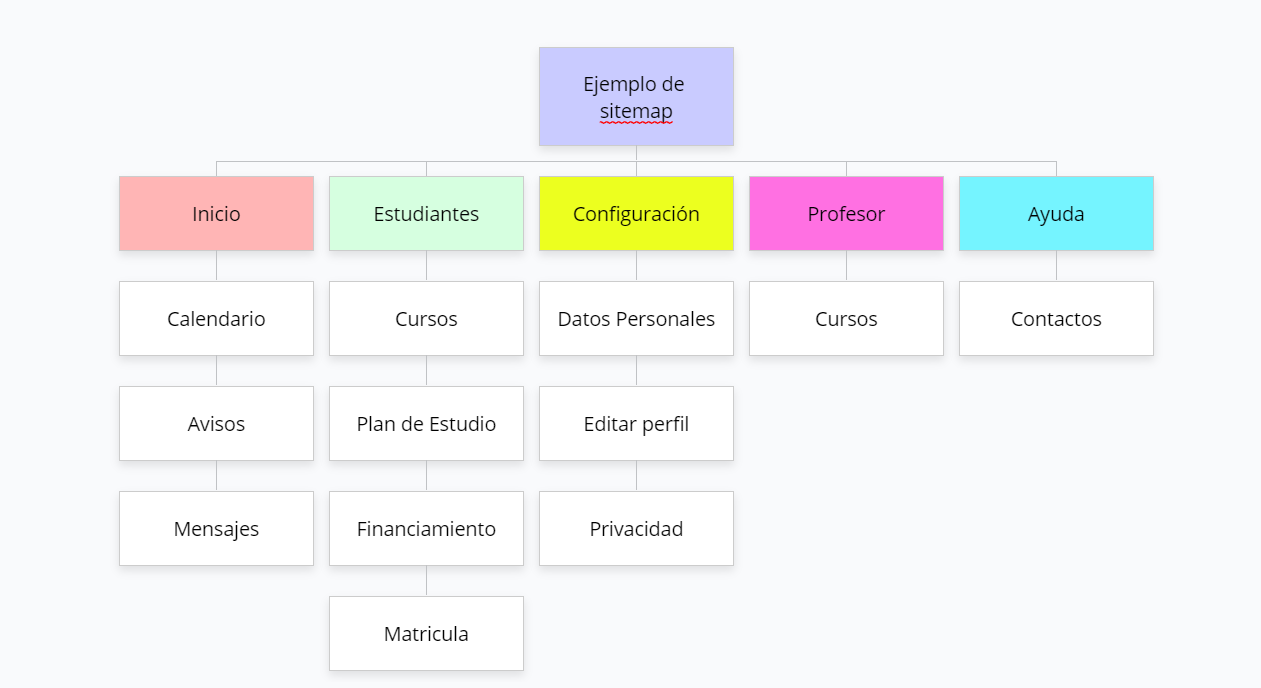 Ejemplo de
sitemap
Inicio
Estudiantes
Configuración
Profesor
Ayuda
Calendario
Cursos
Datos Personales
Cursos
Contactos
Avisos
Plan de Estudio
Editar perfil
Mensajes
Financiamiento
Privacidad
Matricula